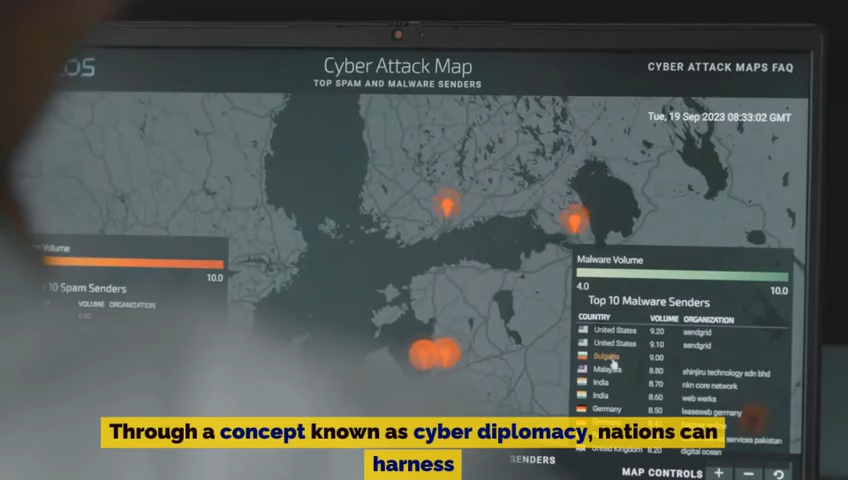 Cyber Attack Map
TOP SPAM AND MALWARE SENDERS
CYBER ATTACK MAPS FAQ
Tue, 19 Sep 2023 08:33:02 GMT
Volume
10.0
10 Spam Senders
VOLUME ORGANIZATION
Malware Volume
4.0 10.0
Top 10 Malware Senders
COUNTRY VOLUME ORGANIZATION
United States 9.20 sendgrid
United States 9.10 sendgrid
Bulgaria 9.00
Malaysia 8.80 shinjiru technology sdn bhd
India 8.70 nkn core network
India 8.60 web werks
Germany 8.50 leaseweb germany
services pakistan
United Kingdom 8.20 digital ocean
Through a concept known as cyber diplomacy, nations can
harness
SENDERS
MAP CONTROLS + −